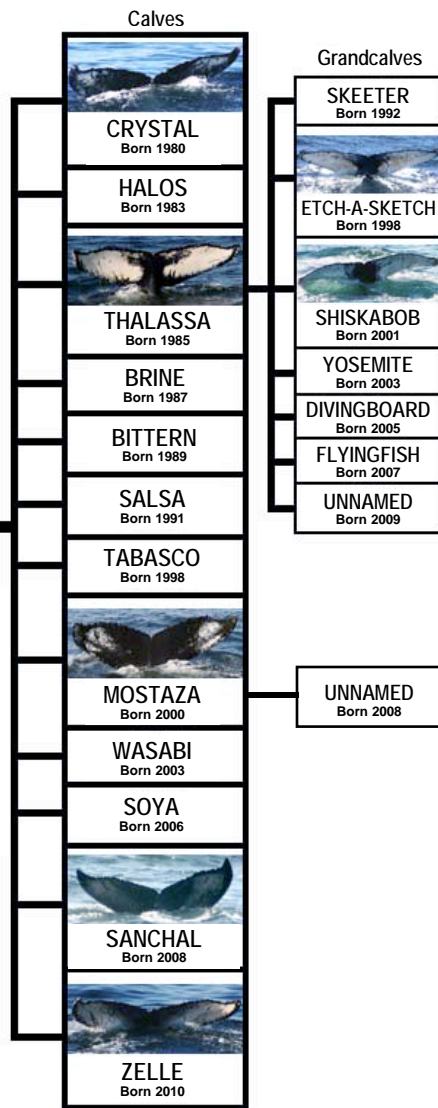 Calves
CRYSTAL
Born 1980
HALOS
Born 1983
THALASSA
Born 1985
BRINE
Born 1987
BITTERN
Born 1989
SALSA
Born 1991
TABASCO
Born 1998
MOSTAZA
Born 2000
WASABI
Born 2003
SOYA
Born 2006
SANCHAL
Born 2008
ZELLE
Born 2010
Grandcalves
SKEETER
Born 1992
ETCH-A-SKETCH
Born 1998
SHISKABOB
Born 2001
YOSEMITE
Born 2003
DIVINGBOARD
Born 2005
FLYINGFISH
Born 2007
UNNAMED
Born 2009
UNNAMED
Born 2008